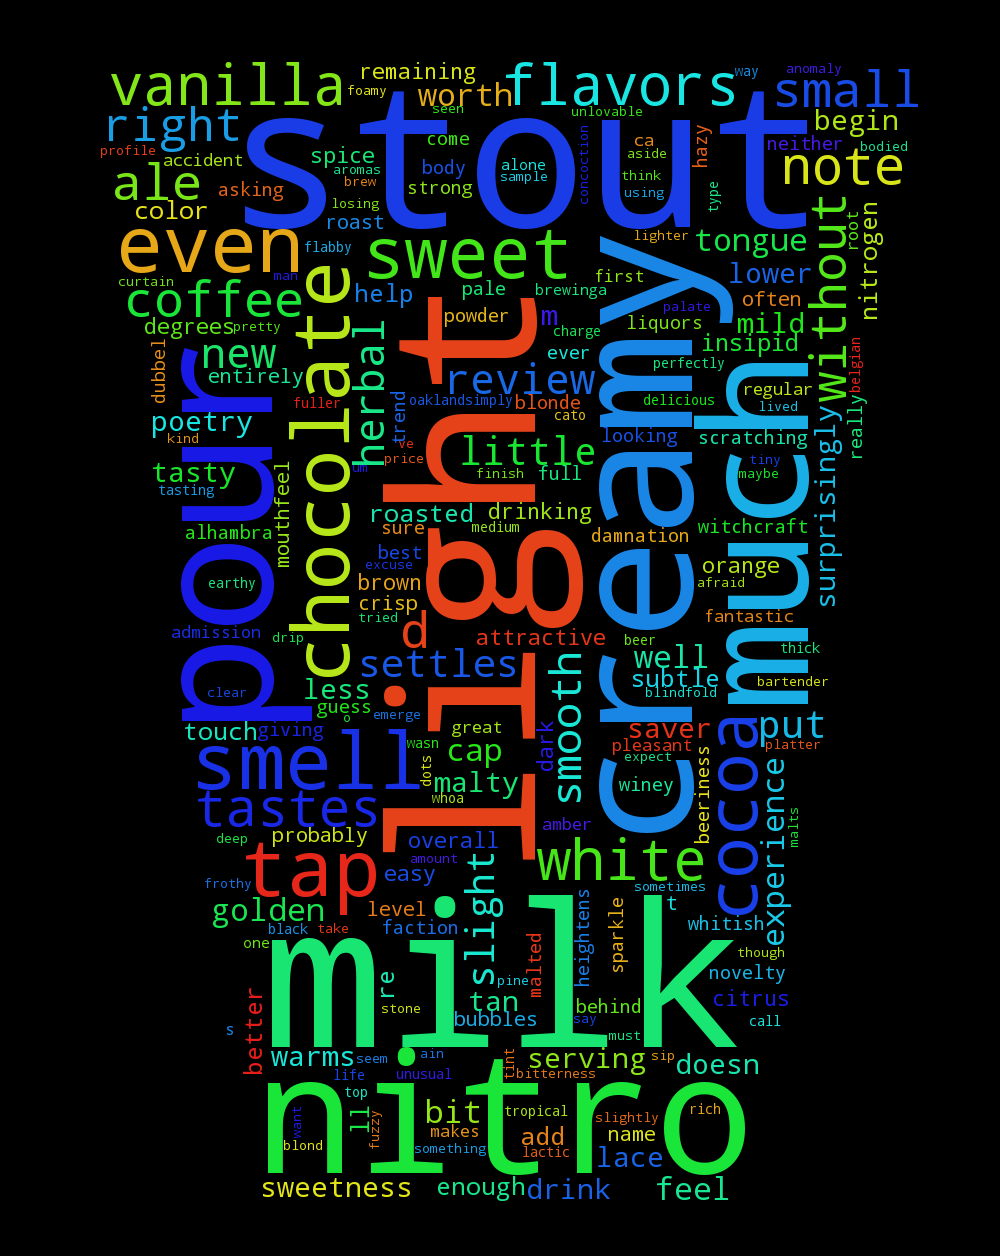 vanilla
remaining
foamy
worth
flavors
way
anomaly
small
right
stout
seen
unlovable
begin
profile
accident
spice
aromas
come
body
alone
sample
concoction
ca
aside
think
using
hazy
neither
bodied
note
ale
asking
brew
strong
losing
type
color
roast
even
flabby
sweet
lighter
tongue
without
root
nitrogen
man
curtain
coffee
chocolate
help
pale
brewinga
first
creamy
lower
often
palate
degrees
pretty
powder
m
charge
liquors
mild
insipid
dubbel
new
herbal
light
ever
review
perfectly
much
belgian
entirely
fuller
trend
oaklandsimply
blonde
cato
delicious
regular
lived
really
poetry
kind
pour
ve
price
um
little
looking
scratching
surprisingly
tasty
tasting
mouthfeel
finish
full
tiny
maybe
roasted
drinking
alhambra
sure
medium
damnation
witchcraft
best
excuse
orange
earthy
brown
crisp
tried
afraid
fantastic
admission
drip
d
attractive
beer
well
thick
settles
subtle
blindfold
bartender
clear
less
guess
o
emerge
smooth
touch
giving
great
dark
saver
pleasant
cocoa
put
platter
smell
wasn
cap
expect
beeriness
experience
dots
malty
whoa
winey
tastes
deep
probably
overall
amber
malts
tap
amount
easy
white
frothy
slight
sometimes
golden
level
t
heightens
sparkle
black
take
faction
whitish
one
milk
malted
though
re
pine
novelty
tan
stone
behind
citrus
s
better
bubbles
say
call
must
warms
seem
ain
tint
serving
sip
doesn
life
unusual
bitterness
top
nitro
want
ll
fuzzy
bit
tropical
rich
makes
add
slightly
name
blond
something
lactic
lace
sweetness
enough
drink
feel